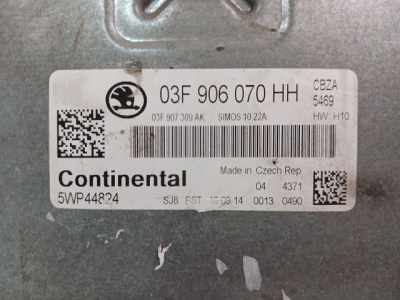 03F 906 070 HH CBZA
5469
03F 907 309 AK SIMOS 10.22A HW: H10
Continental Made in Czech Rep
04 4371
5WP44824 SJ8 FST 10.09.14 0013 0490